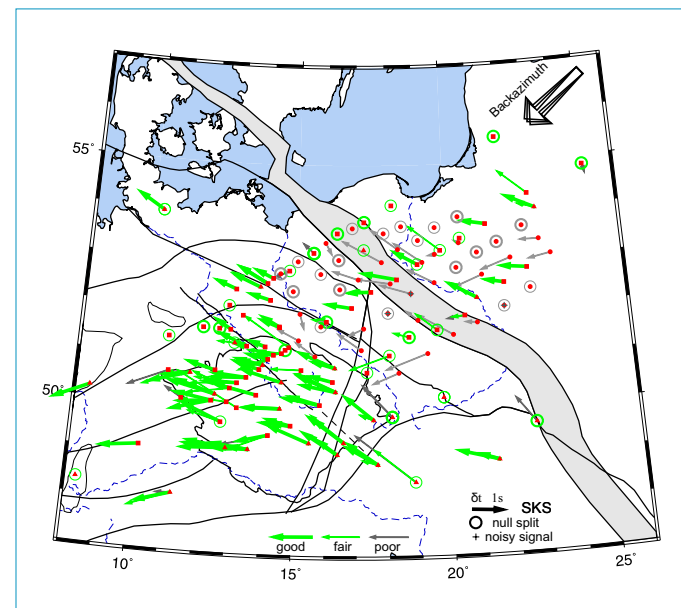 Backazimuth
55°
50°
δt 1s
SKS
null split
+ noisy signal
good fair poor
10° 15° 20° 25°